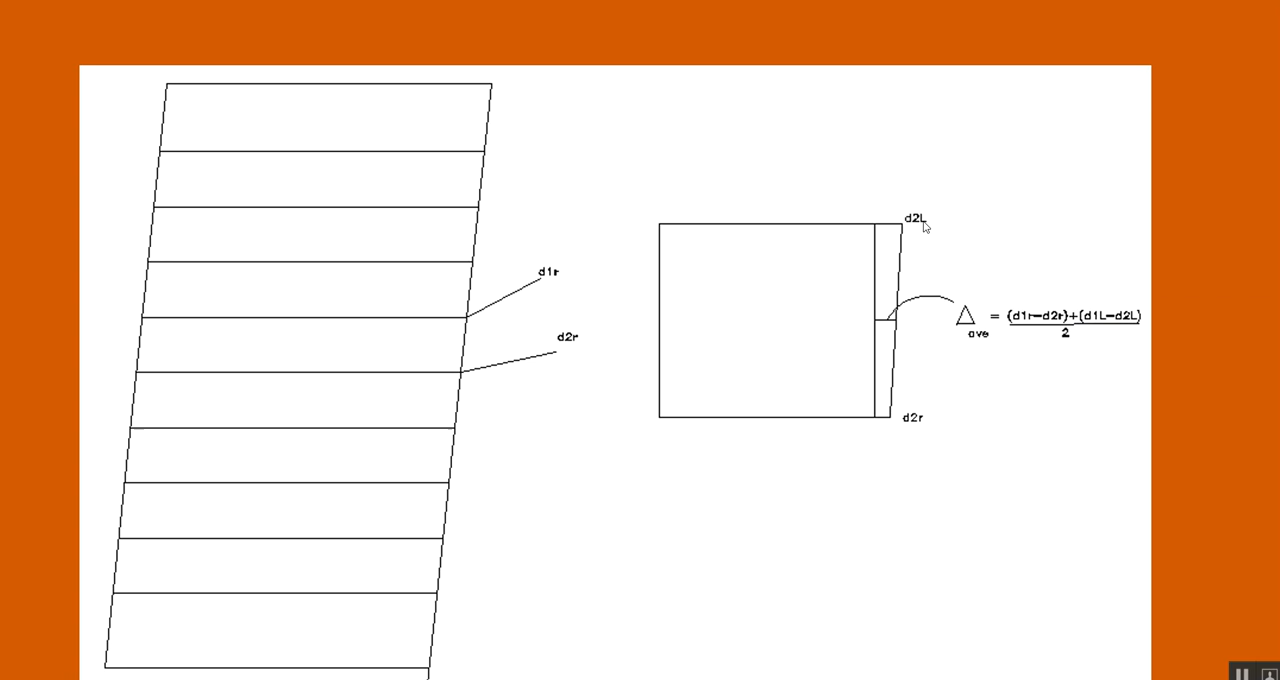 d1r
d2r
d2L
Δ = (d1r-d2r)+(d1L-d2L)
ave 2
d2r